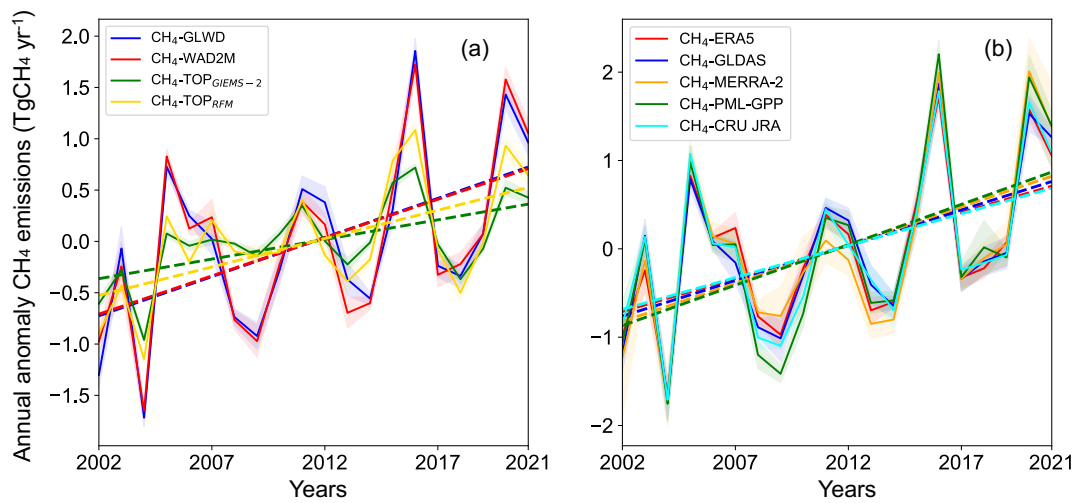 Annual anomaly CH₄ emissions (TgCH₄ yr⁻¹)
2.0
1.5
1.0
0.5
0.0
−0.5
−1.0
−1.5
CH₄-GLWD
CH₄-WAD2M
CH₄-TOP_GIEMS−2
CH₄-TOP_RFM
(a)
2002
2007
2012
2017
2021
Years
2
1
0
−1
−2
CH₄-ERA5
CH₄-GLDAS
CH₄-MERRA-2
CH₄-PML-GPP
CH₄-CRU JRA
(b)
2002
2007
2012
2017
2021
Years